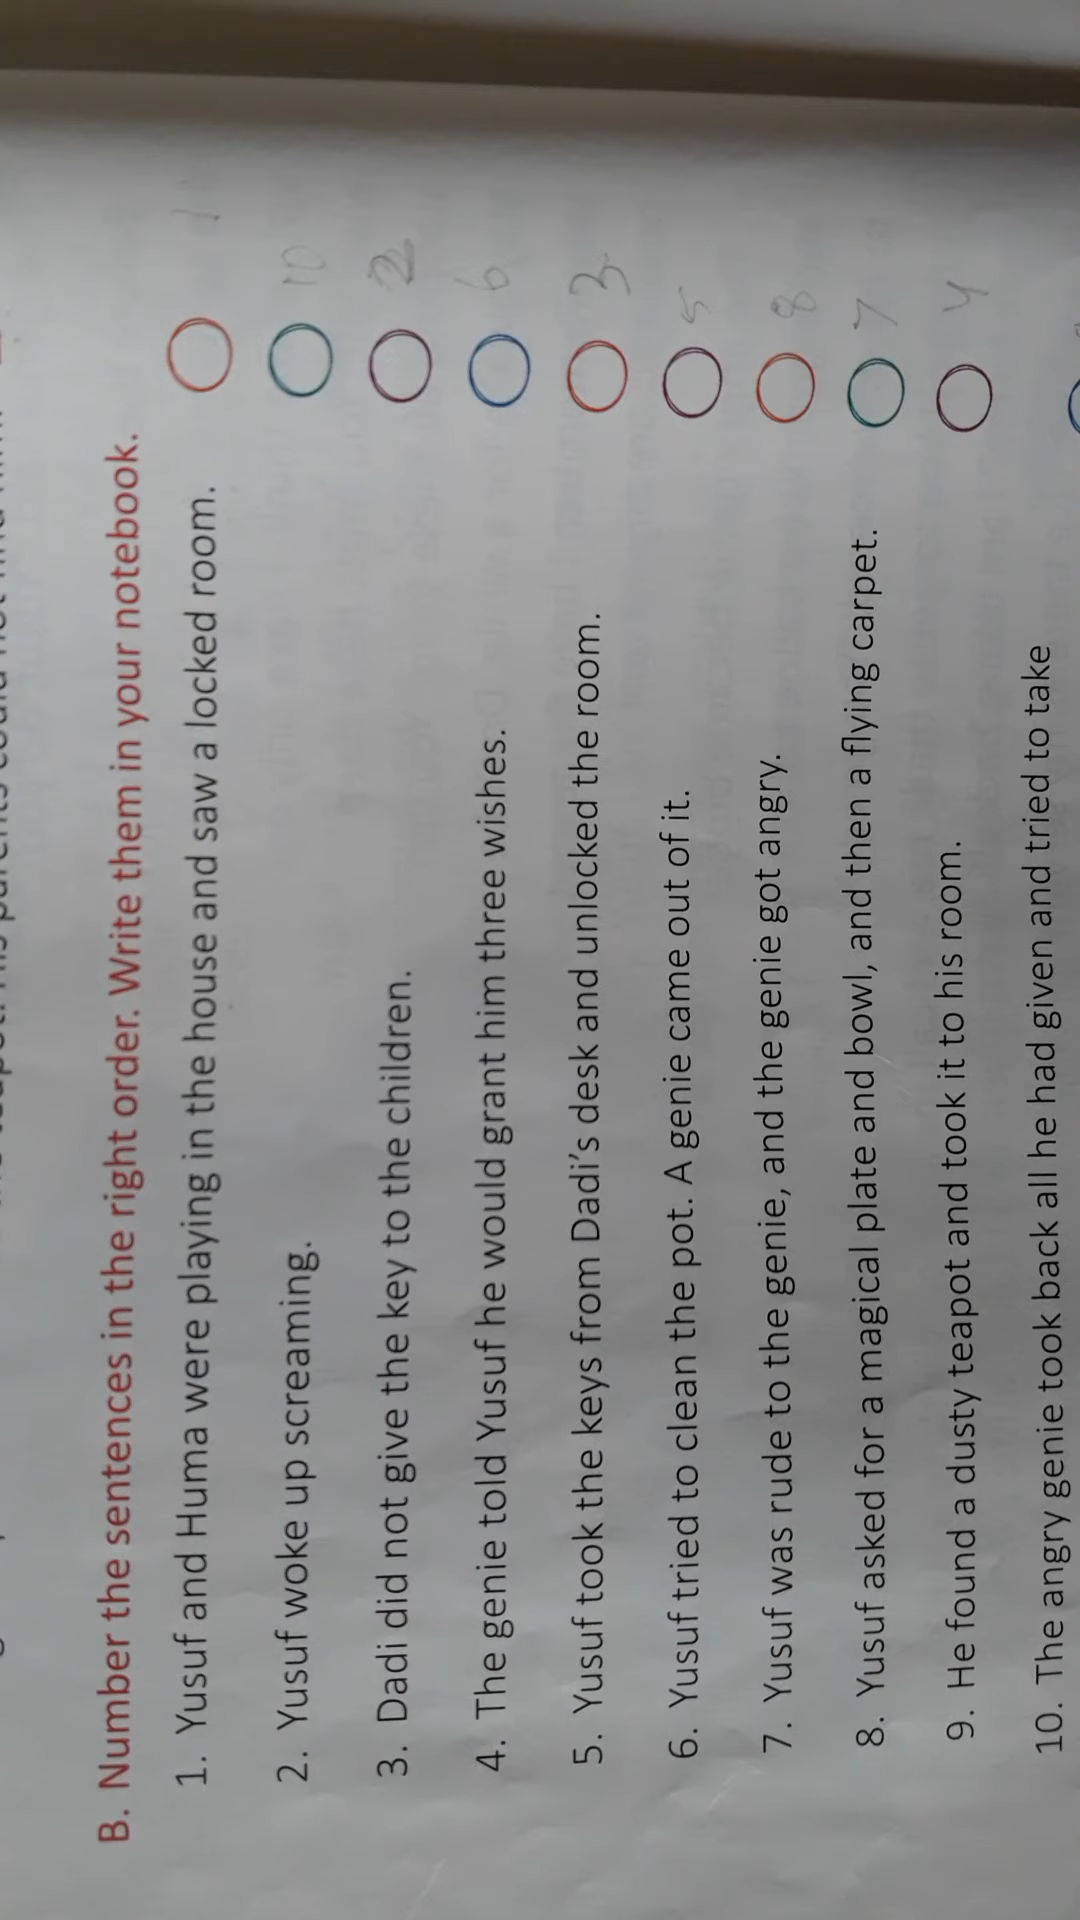 B. Number the sentences in the right order. Write them in your notebook.
1. Yusuf and Huma were playing in the house and saw a locked room. 1
2. Yusuf woke up screaming. 10
3. Dadi did not give the key to the children. 2
4. The genie told Yusuf he would grant him three wishes. 6
5. Yusuf took the keys from Dadi's desk and unlocked the room. 3
6. Yusuf tried to clean the pot. A genie came out of it. 5
7. Yusuf was rude to the genie, and the genie got angry. 8
8. Yusuf asked for a magical plate and bowl, and then a flying carpet. 7
9. He found a dusty teapot and took it to his room. 4
10. The angry genie took back all he had given and tried to take